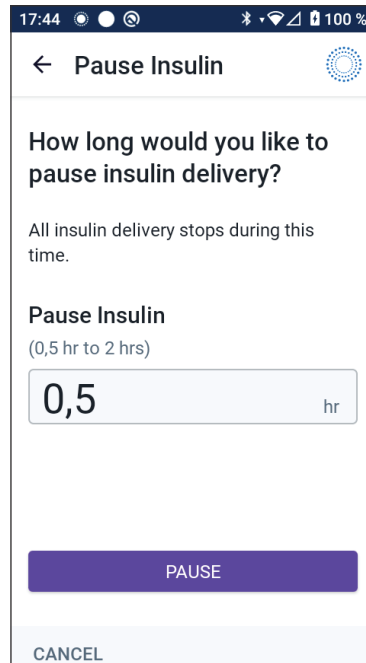 17:44 100 %
Pause Insulin
How long would you like to
pause insulin delivery?
All insulin delivery stops during this
time.
Pause Insulin
(0,5 hr to 2 hrs)
0,5 hr
PAUSE
CANCEL